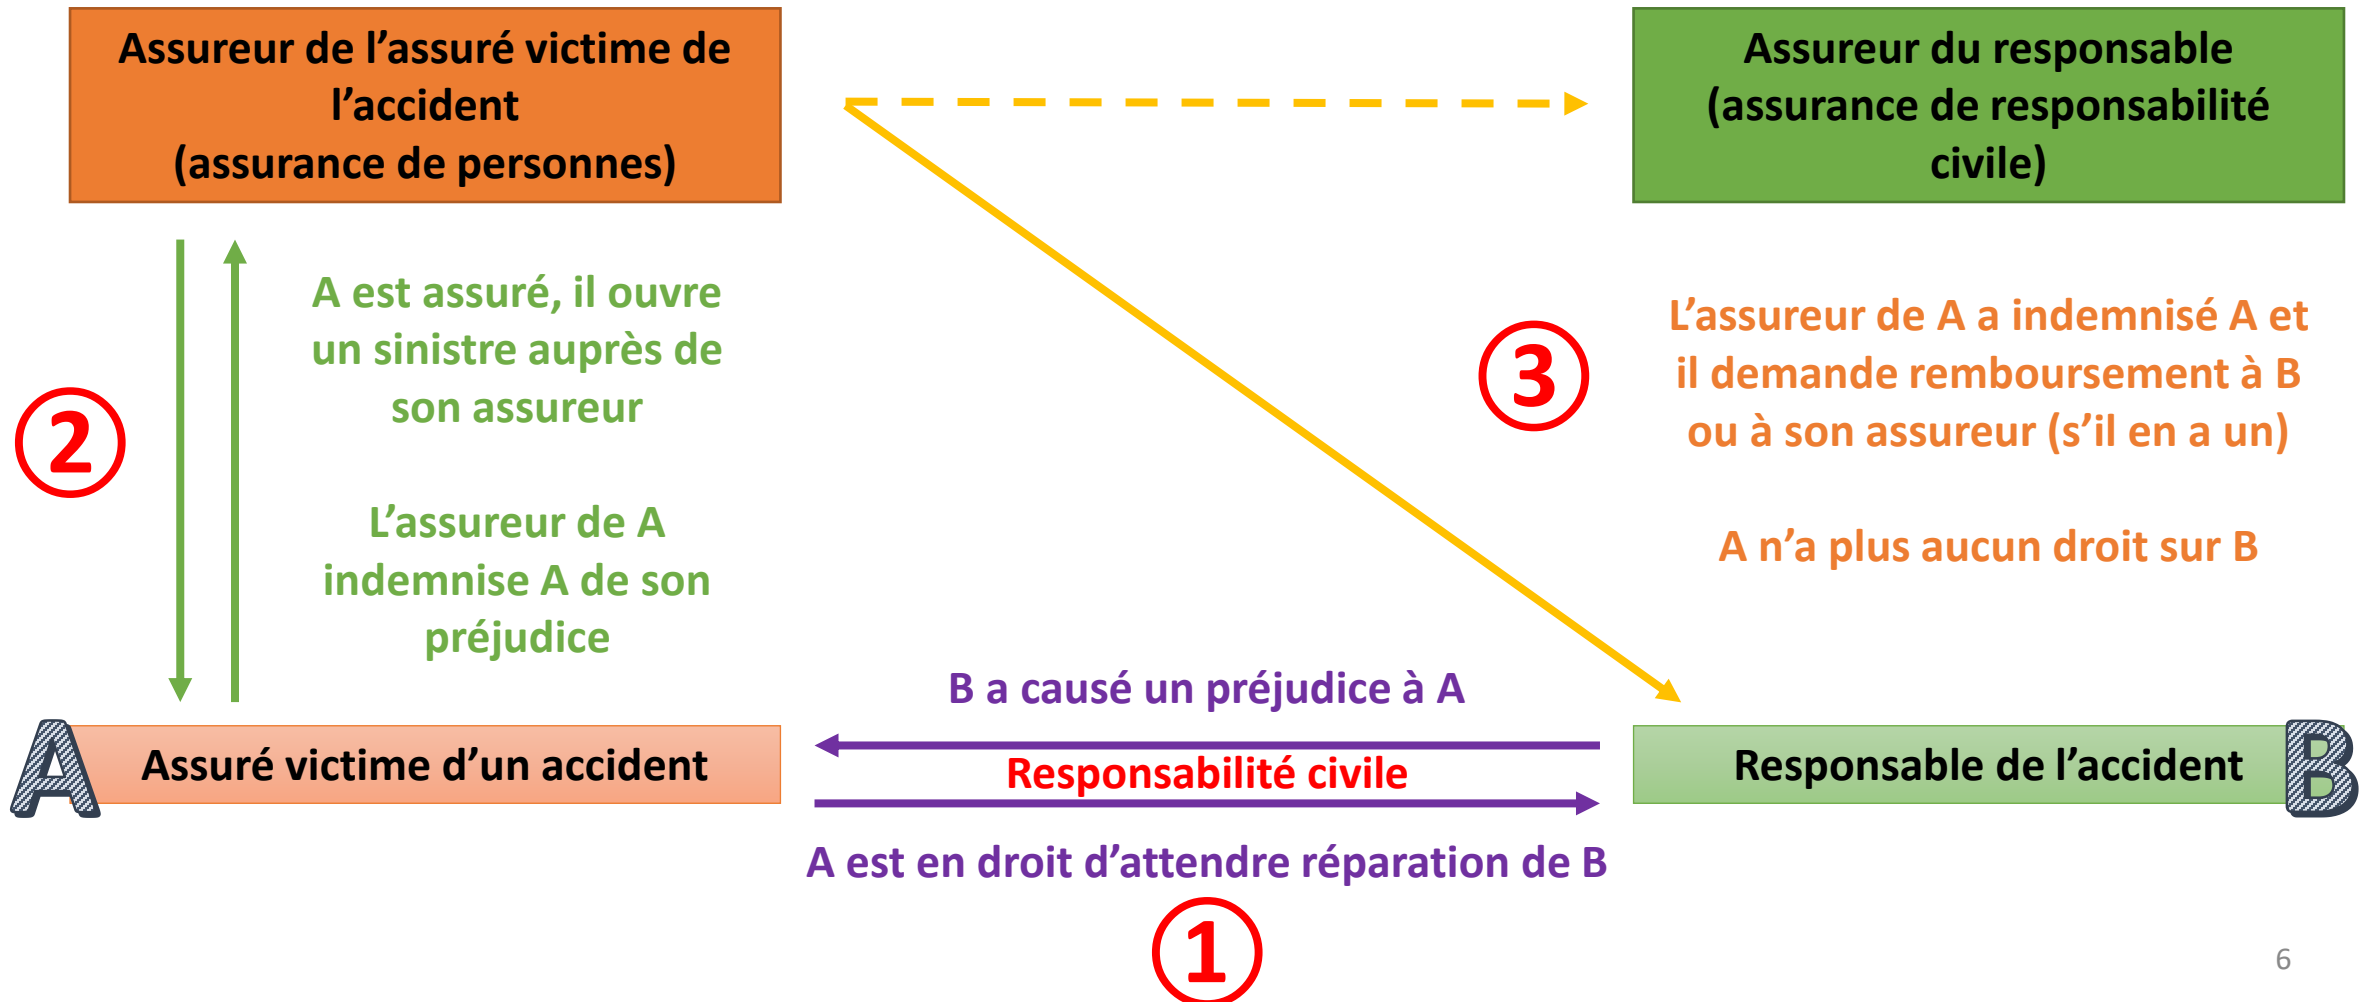 Assureur de l’assuré victime de
l’accident
(assurance de personnes)
Assureur du responsable
(assurance de responsabilité
civile)
A est assuré, il ouvre
un sinistre auprès de
son assureur
L’assureur de A
indemnise A de son
préjudice
2
3
L’assureur de A a indemnisé A et
il demande remboursement à B
ou à son assureur (s’il en a un)
A n’a plus aucun droit sur B
B a causé un préjudice à A
A
Assuré victime d’un accident
Responsabilité civile
Responsable de l’accident
B
A est en droit d’attendre réparation de B
1
6